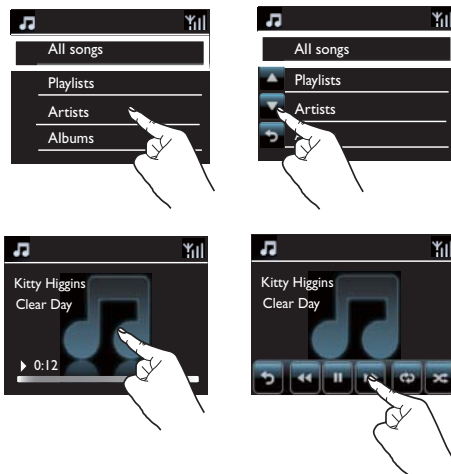 All songs
Playlists
Artists
Albums
All songs
Playlists
Artists
Kitty Higgins
Clear Day
0:12
Kitty Higgins
Clear Day